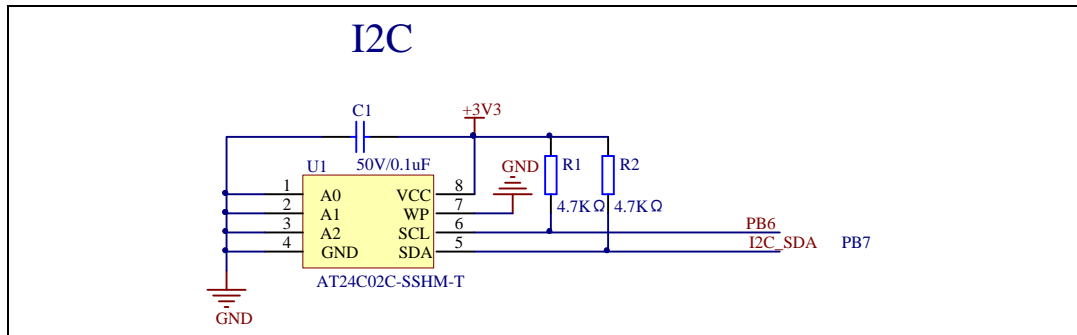 I2C
C1
+3V3
U1
50V/0.1uF
GND
R1
R2
1 A0 VCC 8
2 A1 WP 7
3 A2 SCL 6
4 GND SDA 5
4.7KΩ 4.7KΩ
PB6
I2C_SDA PB7
AT24C02C-SSHM-T
GND